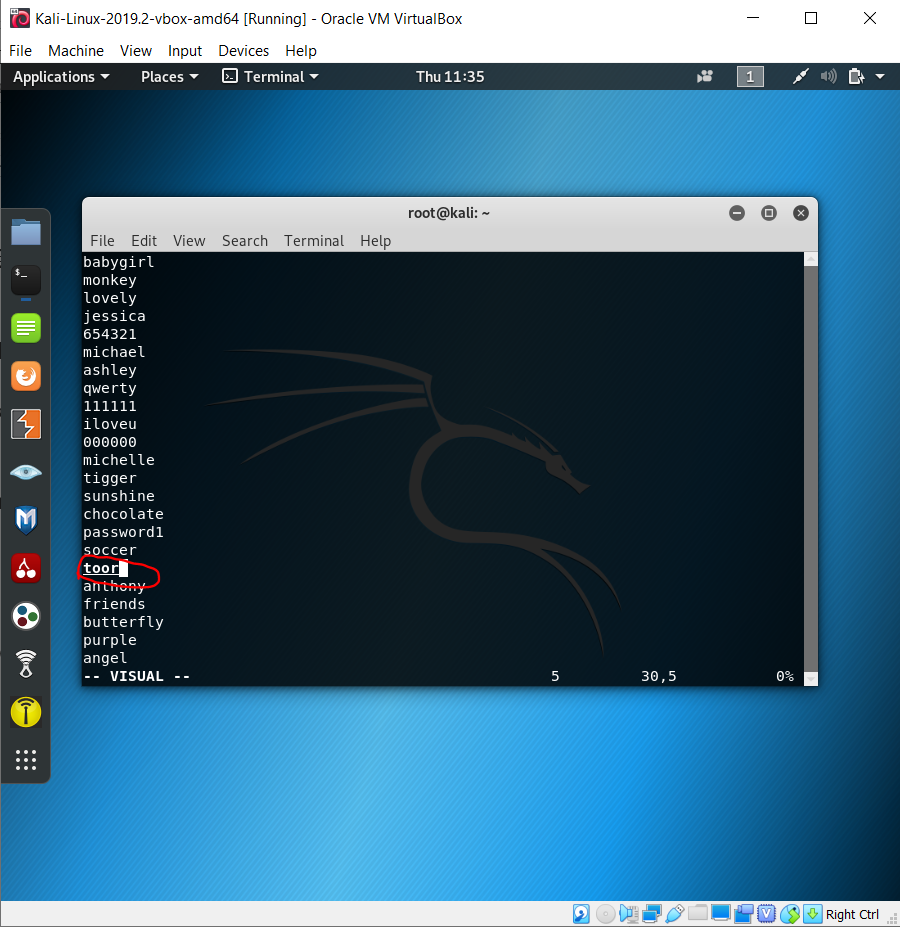 Kali-Linux-2019.2-vbox-amd64 [Running] - Oracle VM VirtualBox
File Machine View Input Devices Help
Applications Places Terminal Thu 11:35 1
root@kali: ~
File Edit View Search Terminal Help
babygirl
monkey
lovely
jessica
654321
michael
ashley
qwerty
111111
iloveu
000000
michelle
tigger
sunshine
chocolate
password1
soccer
toor
anthony
friends
butterfly
purple
angel
-- VISUAL -- 5 30,5 0%
Right Ctrl